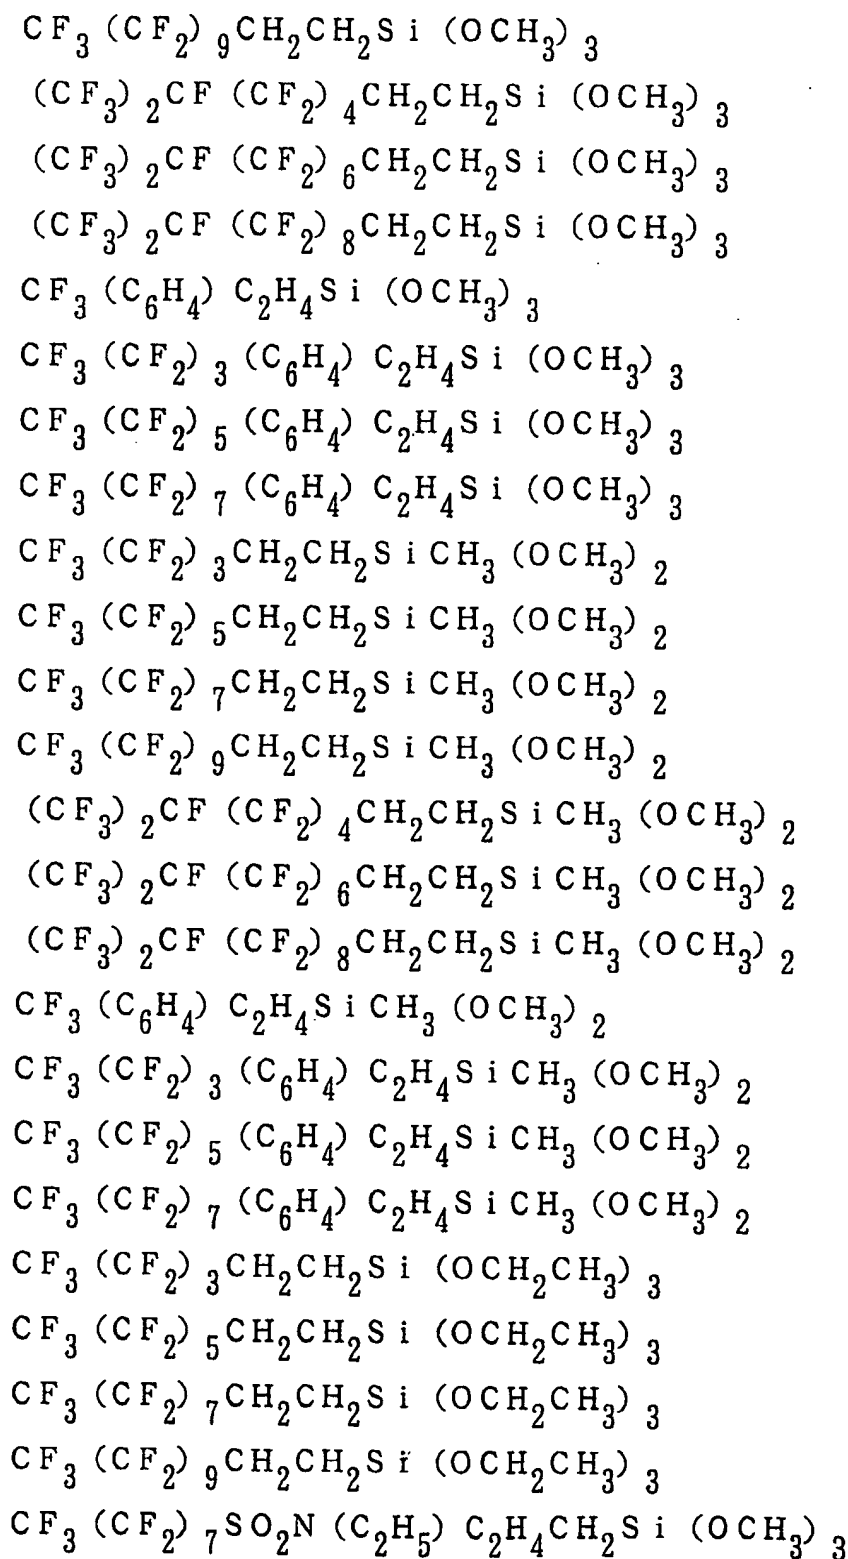 CF₃(CF₂)₉CH₂CH₂Si(OCH₃)₃
(CF₃)₂CF(CF₂)₄CH₂CH₂Si(OCH₃)₃
(CF₃)₂CF(CF₂)₆CH₂CH₂Si(OCH₃)₃
(CF₃)₂CF(CF₂)₈CH₂CH₂Si(OCH₃)₃
CF₃(C₆H₄)C₂H₄Si(OCH₃)₃
CF₃(CF₂)₃(C₆H₄)C₂H₄Si(OCH₃)₃
CF₃(CF₂)₅(C₆H₄)C₂H₄Si(OCH₃)₃
CF₃(CF₂)₇(C₆H₄)C₂H₄Si(OCH₃)₃
CF₃(CF₂)₃CH₂CH₂SiCH₃(OCH₃)₂
CF₃(CF₂)₅CH₂CH₂SiCH₃(OCH₃)₂
CF₃(CF₂)₇CH₂CH₂SiCH₃(OCH₃)₂
CF₃(CF₂)₉CH₂CH₂SiCH₃(OCH₃)₂
(CF₃)₂CF(CF₂)₄CH₂CH₂SiCH₃(OCH₃)₂
(CF₃)₂CF(CF₂)₆CH₂CH₂SiCH₃(OCH₃)₂
(CF₃)₂CF(CF₂)₈CH₂CH₂SiCH₃(OCH₃)₂
CF₃(C₆H₄)C₂H₄SiCH₃(OCH₃)₂
CF₃(CF₂)₃(C₆H₄)C₂H₄SiCH₃(OCH₃)₂
CF₃(CF₂)₅(C₆H₄)C₂H₄SiCH₃(OCH₃)₂
CF₃(CF₂)₇(C₆H₄)C₂H₄SiCH₃(OCH₃)₂
CF₃(CF₂)₃CH₂CH₂Si(OCH₂CH₃)₃
CF₃(CF₂)₅CH₂CH₂Si(OCH₂CH₃)₃
CF₃(CF₂)₇CH₂CH₂Si(OCH₂CH₃)₃
CF₃(CF₂)₉CH₂CH₂Si(OCH₂CH₃)₃
CF₃(CF₂)₇SO₂N(C₂H₅)C₂H₄CH₂Si(OCH₃)₃